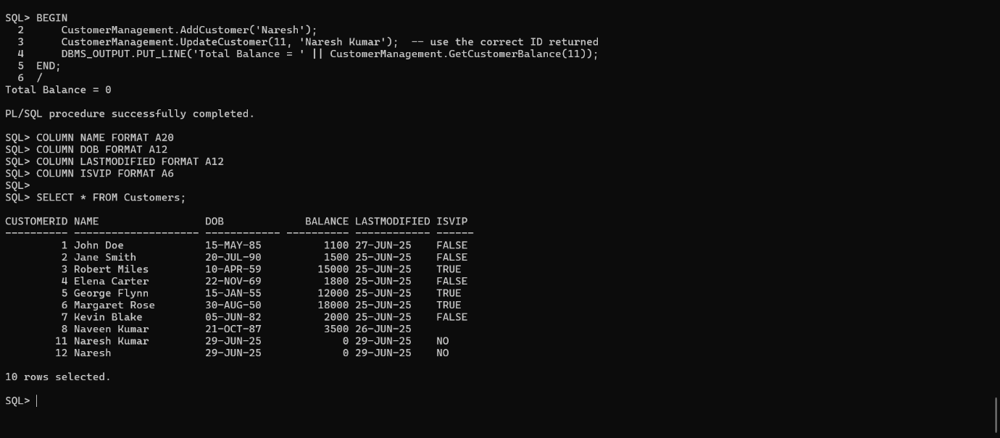 SQL> BEGIN
  2      CustomerManagement.AddCustomer('Naresh');
  3      CustomerManagement.UpdateCustomer(11, 'Naresh Kumar');  -- use the correct ID returned
  4      DBMS_OUTPUT.PUT_LINE('Total Balance = ' || CustomerManagement.GetCustomerBalance(11));
  5  END;
  6  /
Total Balance = 0
PL/SQL procedure successfully completed.
SQL> COLUMN NAME FORMAT A20
SQL> COLUMN DOB FORMAT A12
SQL> COLUMN LASTMODIFIED FORMAT A12
SQL> COLUMN ISVIP FORMAT A6
SQL>
SQL> SELECT * FROM Customers;
CUSTOMERID NAME                 DOB             BALANCE LASTMODIFIED ISVIP
---------- -------------------- ------------ ---------- ------------ ------
         1 John Doe             15-MAY-85          1100 27-JUN-25    FALSE
         2 Jane Smith           20-JUL-90          1500 25-JUN-25    FALSE
         3 Robert Miles         10-APR-59         15000 25-JUN-25    TRUE
         4 Elena Carter         22-NOV-69          1800 25-JUN-25    FALSE
         5 George Flynn         15-JAN-55         12000 25-JUN-25    TRUE
         6 Margaret Rose        30-AUG-50         18000 25-JUN-25    TRUE
         7 Kevin Blake          05-JUN-82          2000 25-JUN-25    FALSE
         8 Naveen Kumar         21-OCT-87          3500 26-JUN-25
        11 Naresh Kumar         29-JUN-25             0 29-JUN-25    NO
        12 Naresh               29-JUN-25             0 29-JUN-25    NO
10 rows selected.
SQL>